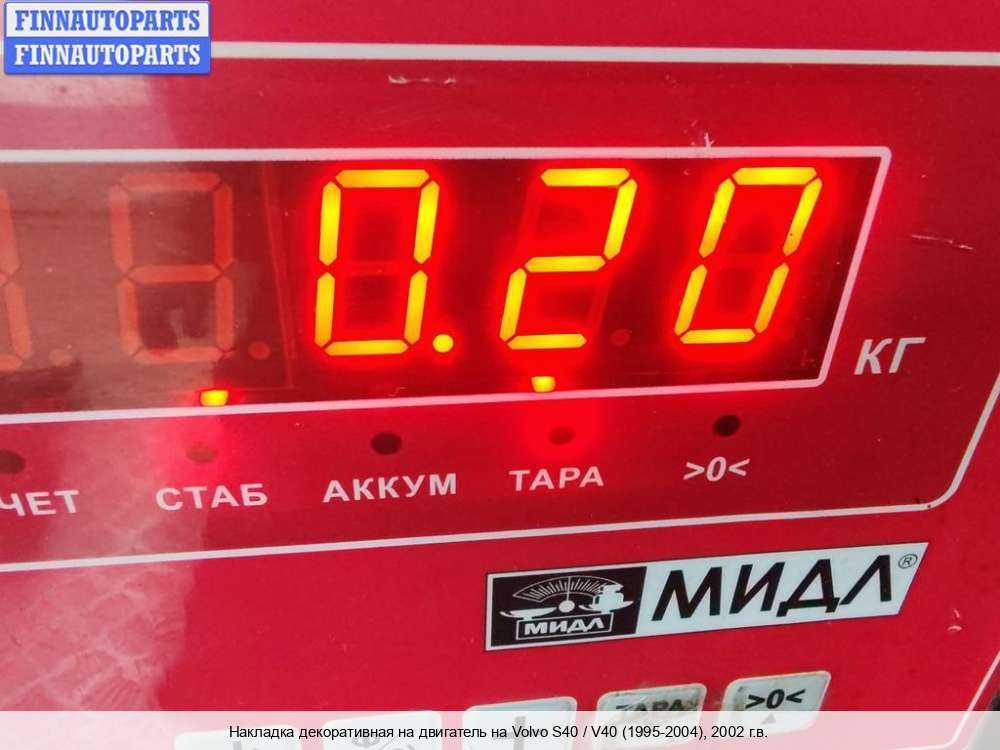 FINNAUTOPARTS
FINNAUTOPARTS
0.20
КГ
ЧЕТ СТАБ АККУМ ТАРА >0<
МИДЛ МИДЛ®
ТАРА >0<
Накладка декоративная на двигатель на Volvo S40 / V40 (1995-2004), 2002 г.в.